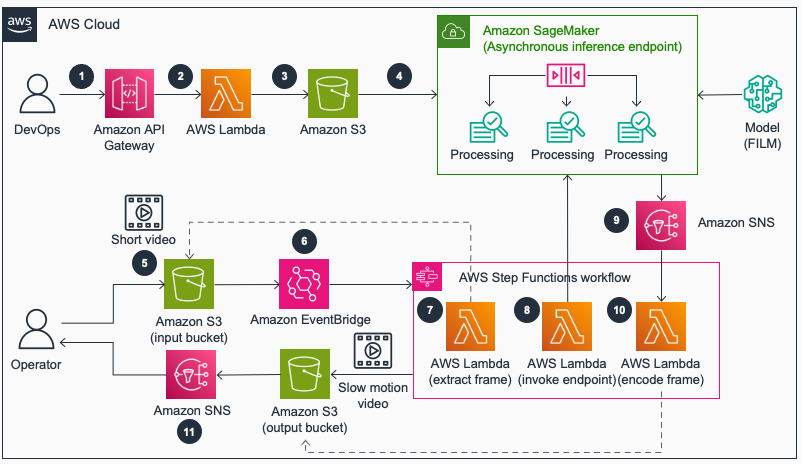 aws
AWS Cloud
Amazon SageMaker
(Asynchronous inference endpoint)
1
2
3
4
DevOps
Amazon API
Gateway
AWS Lambda
Amazon S3
Processing
Processing
Processing
Model
(FILM)
9
Amazon SNS
Short video
5
6
Amazon S3
(input bucket)
Amazon EventBridge
AWS Step Functions workflow
7
8
10
AWS Lambda
(extract frame)
AWS Lambda
(invoke endpoint)
AWS Lambda
(encode frame)
Operator
Slow motion
video
Amazon SNS
11
Amazon S3
(output bucket)